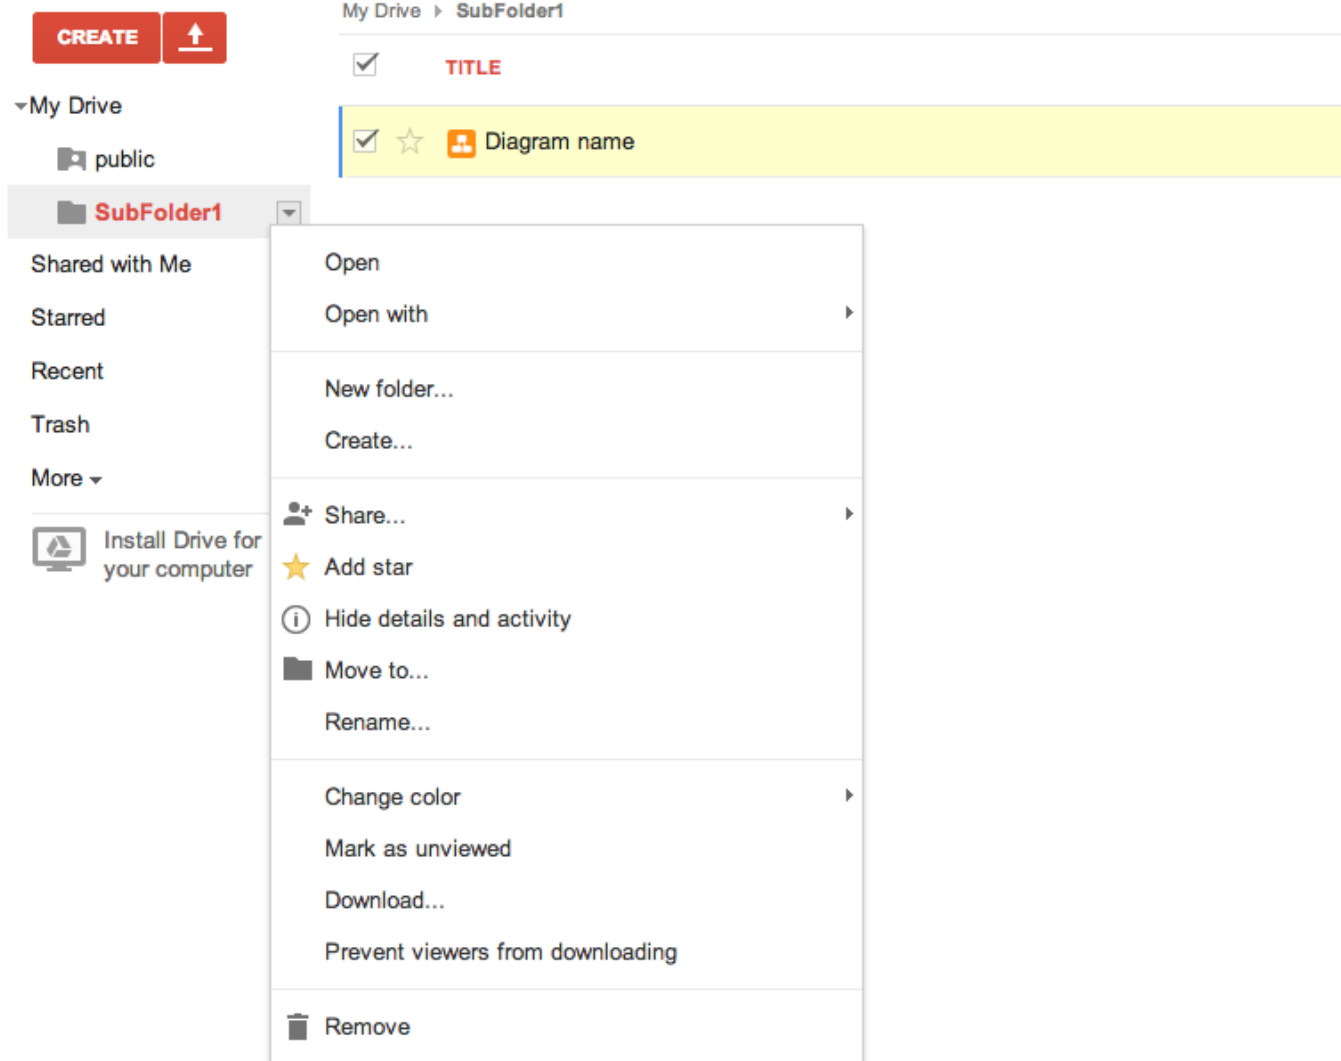 My Drive SubFolder1
CREATE
TITLE
My Drive
Diagram name
public
SubFolder1
Shared with Me
Starred
Recent
Trash
More
Install Drive for
your computer
Open
Open with
New folder...
Create...
Share...
Add star
Hide details and activity
Move to...
Rename...
Change color
Mark as unviewed
Download...
Prevent viewers from downloading
Remove